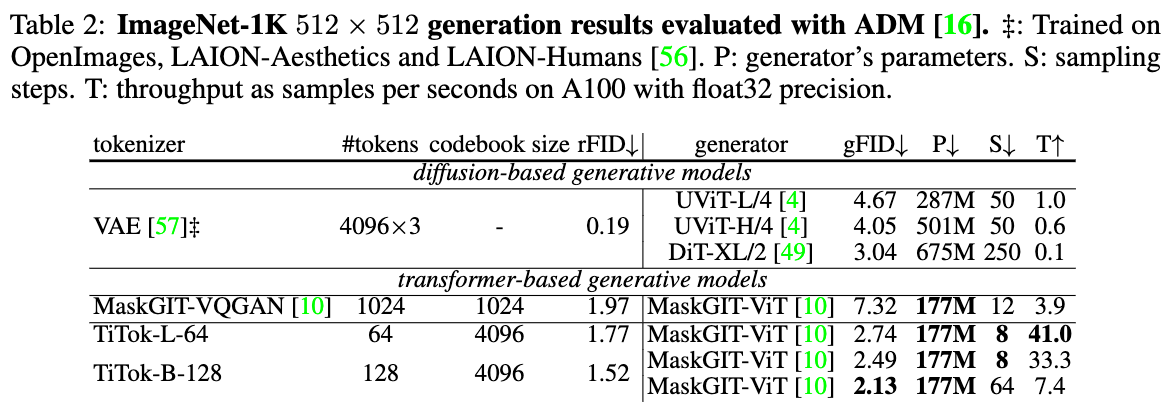 Table 2: ImageNet-1K 512 × 512 generation results evaluated with ADM [16]. ‡: Trained on
OpenImages, LAION-Aesthetics and LAION-Humans [56]. P: generator's parameters. S: sampling
steps. T: throughput as samples per seconds on A100 with float32 precision.
tokenizer #tokens codebook size rFID↓ generator gFID↓ P↓ S↓ T↑
diffusion-based generative models
UViT-L/4 [4] 4.67 287M 50 1.0
VAE [57]‡ 4096×3 - 0.19 UViT-H/4 [4] 4.05 501M 50 0.6
DiT-XL/2 [49] 3.04 675M 250 0.1
transformer-based generative models
MaskGIT-VQGAN [10] 1024 1024 1.97 MaskGIT-ViT [10] 7.32 177M 12 3.9
TiTok-L-64 64 4096 1.77 MaskGIT-ViT [10] 2.74 177M 8 41.0
TiTok-B-128 128 4096 1.52 MaskGIT-ViT [10] 2.49 177M 8 33.3
MaskGIT-ViT [10] 2.13 177M 64 7.4